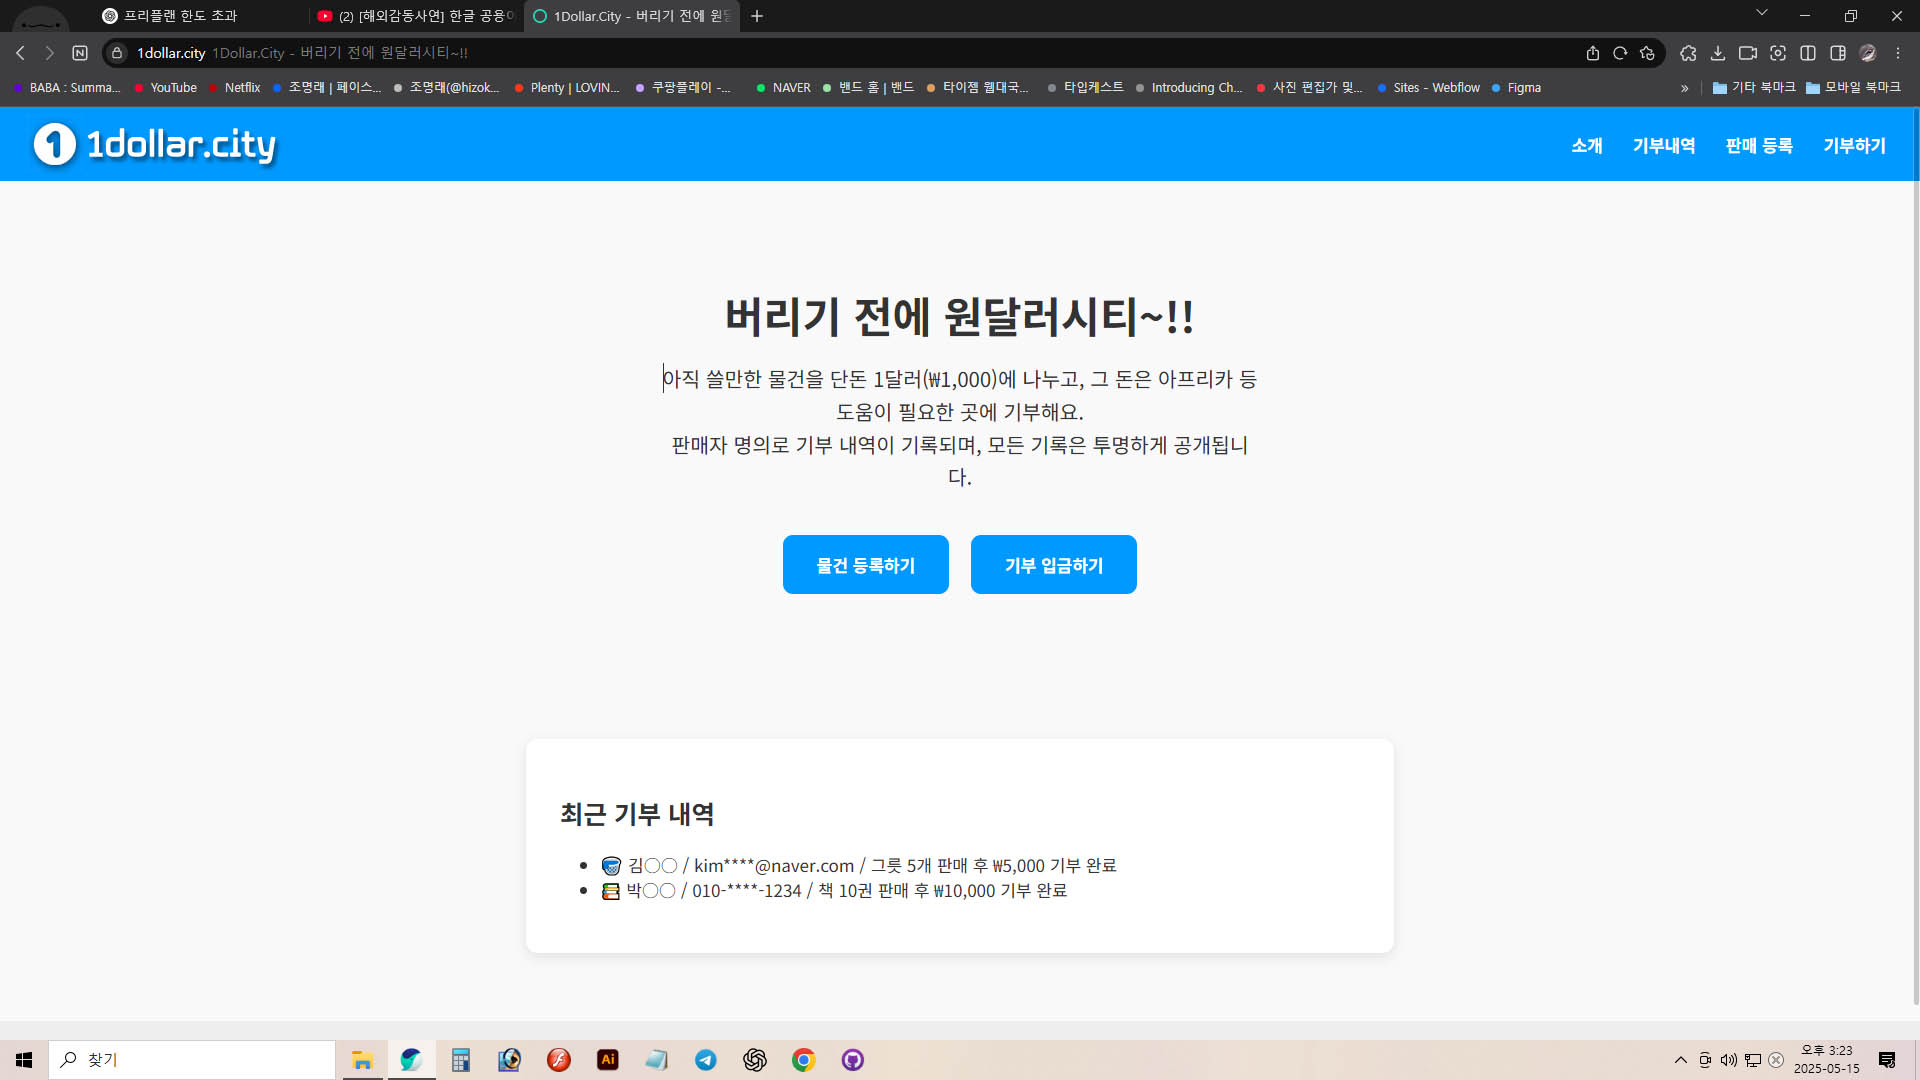 프리플랜 한도 초과
(2) [해외감동사연] 한글 공용어
1Dollar.City - 버리기 전에 원달
1dollar.city 1Dollar.City - 버리기 전에 원달러시티~!!
BABA : Summa... YouTube Netflix 조명래 | 페이스... 조명래(@hizok... Plenty | LOVIN... 쿠팡플레이 -... NAVER 밴드 홈 | 밴드 타이젬 웹대국... 타입케스트 Introducing Ch... 사진 편집가 및... Sites - Webflow Figma » 기타 북마크 모바일 북마크
1 1dollar.city
소개 기부내역 판매 등록 기부하기
버리기 전에 원달러시티~!!
아직 쓸만한 물건을 단돈 1달러(₩1,000)에 나누고, 그 돈은 아프리카 등
도움이 필요한 곳에 기부해요.
판매자 명의로 기부 내역이 기록되며, 모든 기록은 투명하게 공개됩니
다.
물건 등록하기 기부 입금하기
최근 기부 내역
김〇〇 / kim****@naver.com / 그릇 5개 판매 후 ₩5,000 기부 완료
박〇〇 / 010-****-1234 / 책 10권 판매 후 ₩10,000 기부 완료
찾기
Ai
오후 3:23
2025-05-15